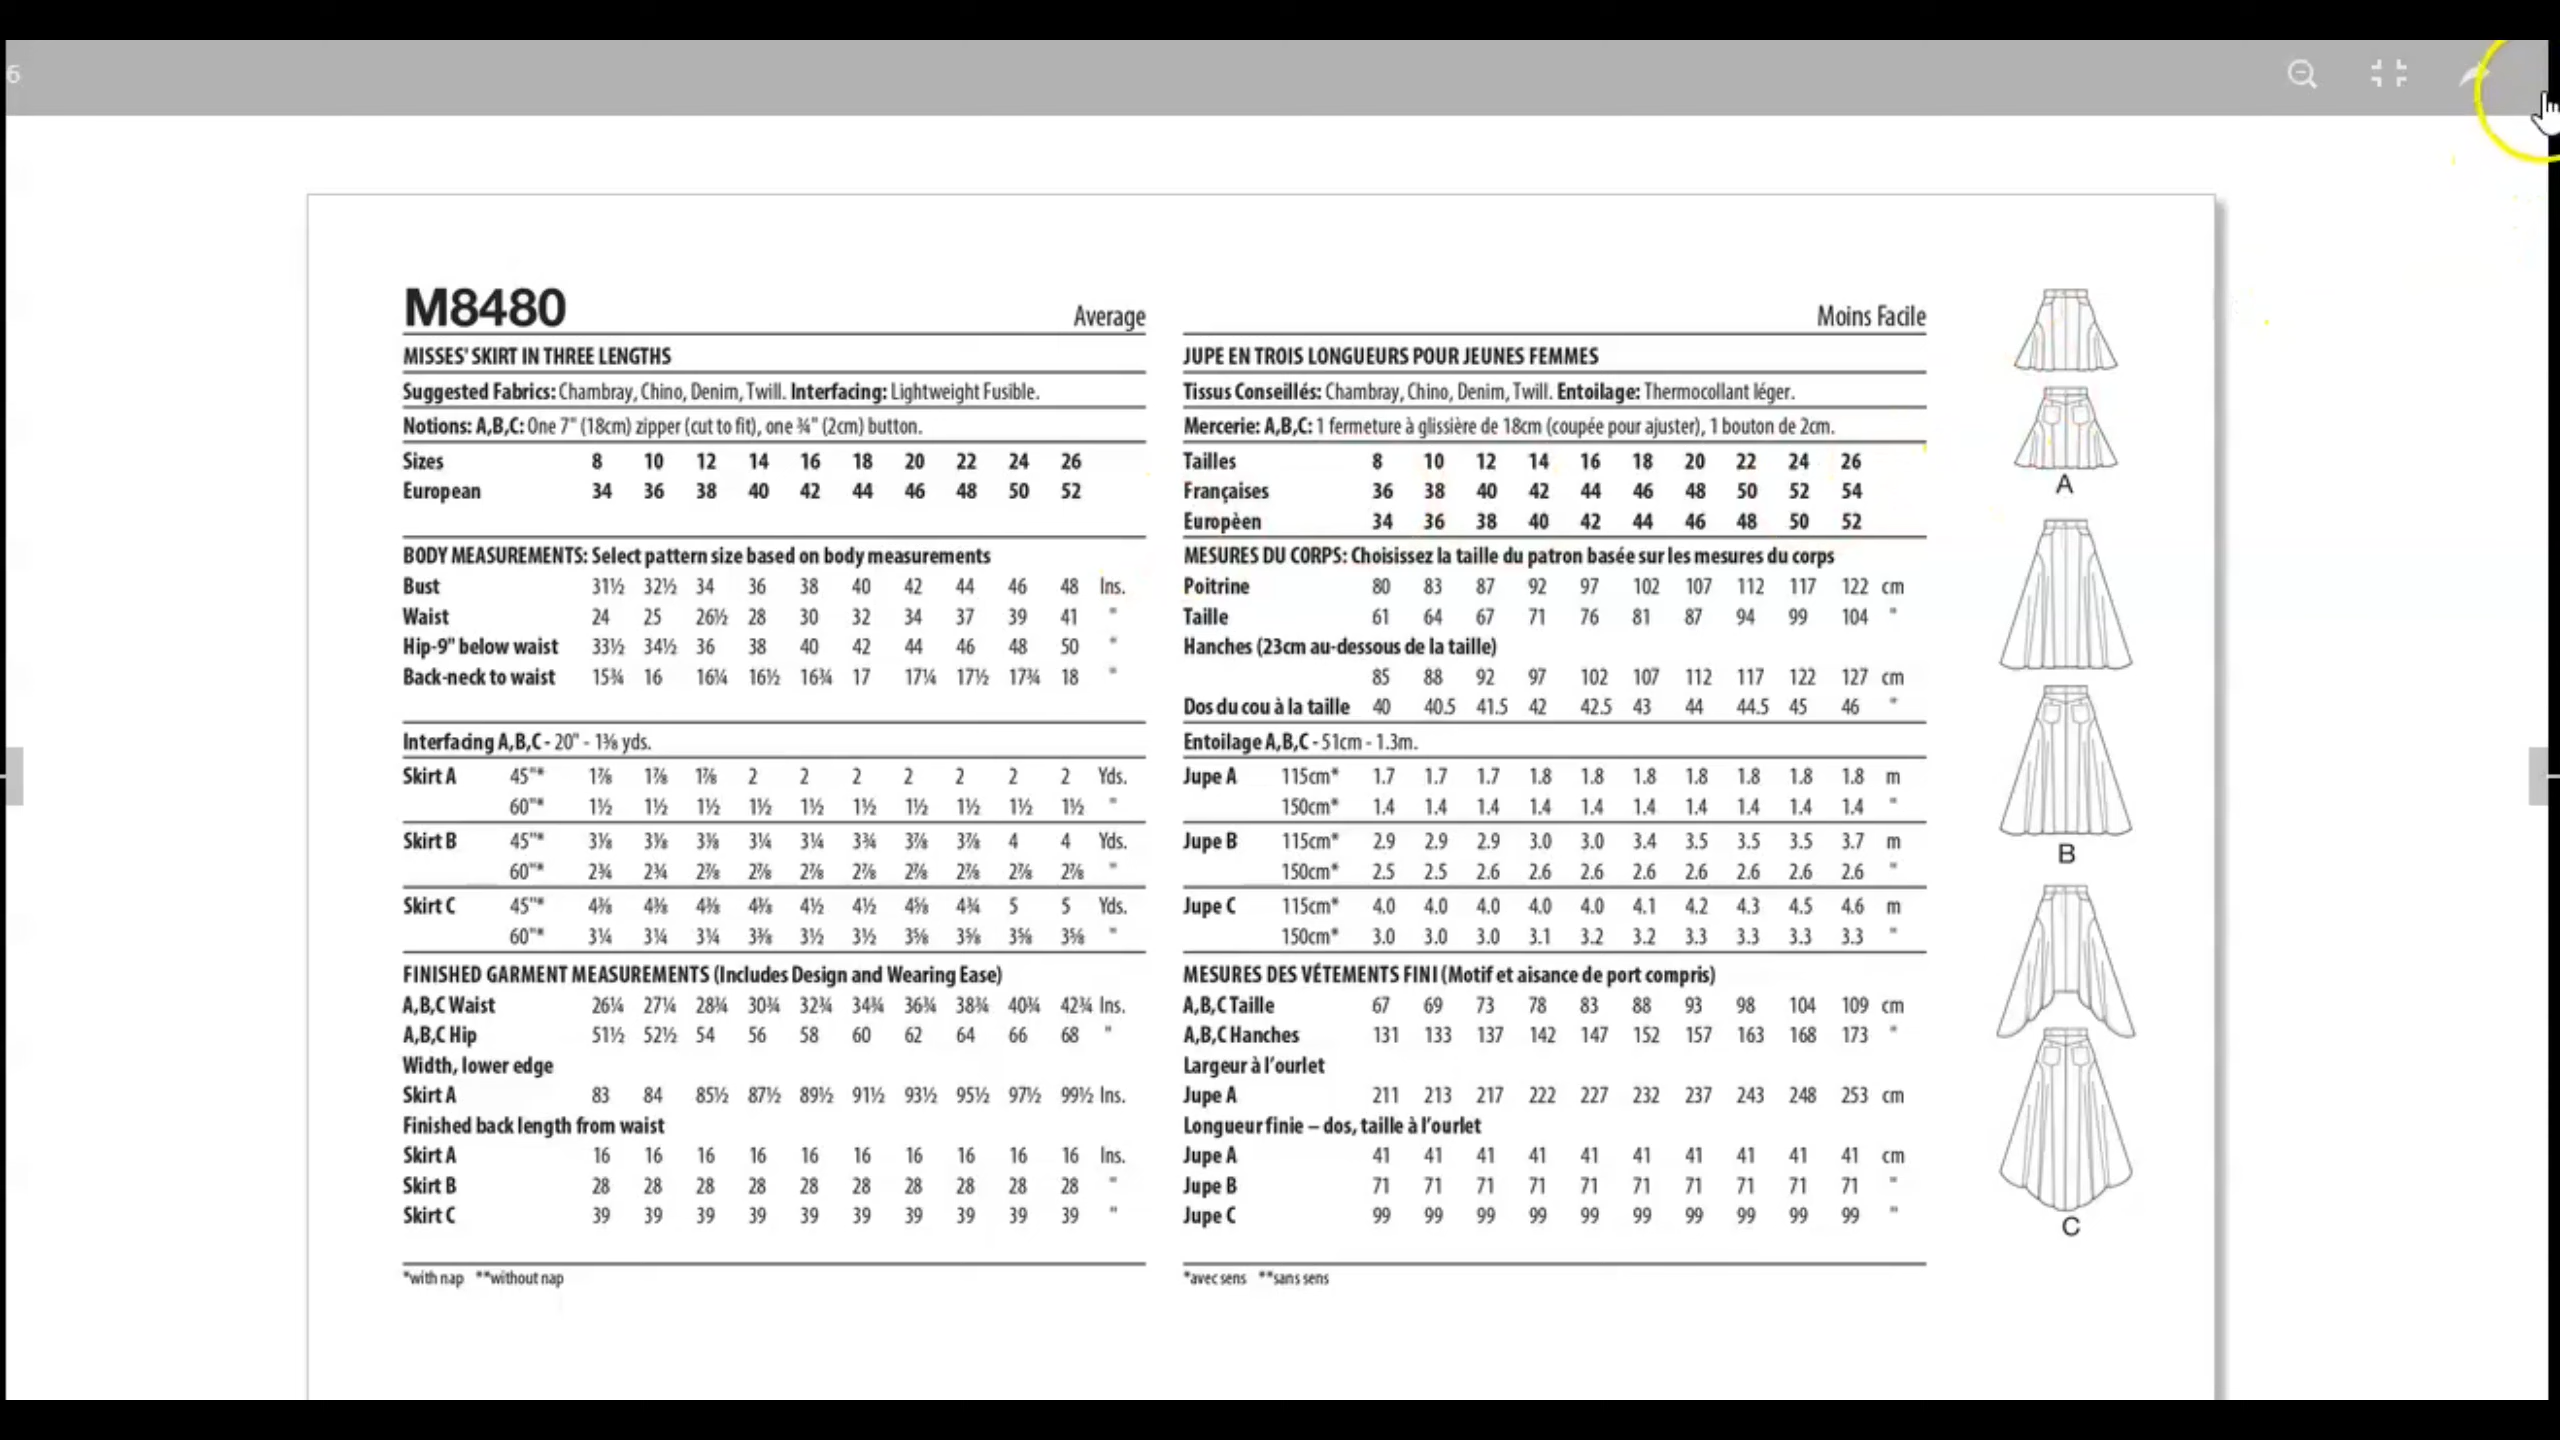 6
M8480 Average
MISSES' SKIRT IN THREE LENGTHS
Suggested Fabrics: Chambray, Chino, Denim, Twill. Interfacing: Lightweight Fusible.
Notions: A,B,C: One 7" (18cm) zipper (cut to fit), one ¾" (2cm) button.
Sizes 8 10 12 14 16 18 20 22 24 26
European 34 36 38 40 42 44 46 48 50 52
BODY MEASUREMENTS: Select pattern size based on body measurements
Bust 31½ 32½ 34 36 38 40 42 44 46 48 Ins.
Waist 24 25 26½ 28 30 32 34 37 39 41 "
Hip-9" below waist 33½ 34½ 36 38 40 42 44 46 48 50 "
Back-neck to waist 15¾ 16 16¼ 16½ 16¾ 17 17¼ 17½ 17¾ 18 "
Interfacing A,B,C - 20" - 1⅜ yds.
Skirt A 45"* 1⅞ 1⅞ 1⅞ 2 2 2 2 2 2 2 Yds.
60"* 1½ 1½ 1½ 1½ 1½ 1½ 1½ 1½ 1½ 1½ "
Skirt B 45"* 3⅛ 3⅛ 3⅛ 3¼ 3¼ 3¾ 3⅞ 3⅞ 4 4 Yds.
60"* 2¾ 2¾ 2⅞ 2⅞ 2⅞ 2⅞ 2⅞ 2⅞ 2⅞ 2⅞ "
Skirt C 45"* 4⅜ 4⅜ 4⅜ 4⅜ 4½ 4½ 4⅝ 4¾ 5 5 Yds.
60"* 3¼ 3¼ 3¼ 3⅜ 3½ 3½ 3⅝ 3⅝ 3⅝ 3⅝ "
FINISHED GARMENT MEASUREMENTS (Includes Design and Wearing Ease)
A,B,C Waist 26¼ 27¼ 28¾ 30¾ 32¾ 34¾ 36¾ 38¾ 40¾ 42¾ Ins.
A,B,C Hip 51½ 52½ 54 56 58 60 62 64 66 68 "
Width, lower edge
Skirt A 83 84 85½ 87½ 89½ 91½ 93½ 95½ 97½ 99½ Ins.
Finished back length from waist
Skirt A 16 16 16 16 16 16 16 16 16 16 Ins.
Skirt B 28 28 28 28 28 28 28 28 28 28 "
Skirt C 39 39 39 39 39 39 39 39 39 39 "
*with nap **without nap
Moins Facile
JUPE EN TROIS LONGUEURS POUR JEUNES FEMMES
Tissus Conseillés: Chambray, Chino, Denim, Twill. Entoilage: Thermocollant léger.
Mercerie: A,B,C: 1 fermeture à glissière de 18cm (coupée pour ajuster), 1 bouton de 2cm.
Tailles 8 10 12 14 16 18 20 22 24 26
Françaises 36 38 40 42 44 46 48 50 52 54
Europèen 34 36 38 40 42 44 46 48 50 52
MESURES DU CORPS: Choisissez la taille du patron basée sur les mesures du corps
Poitrine 80 83 87 92 97 102 107 112 117 122 cm
Taille 61 64 67 71 76 81 87 94 99 104 "
Hanches (23cm au-dessous de la taille)
85 88 92 97 102 107 112 117 122 127 cm
Dos du cou à la taille 40 40.5 41.5 42 42.5 43 44 44.5 45 46 "
Entoilage A,B,C - 51cm - 1.3m.
Jupe A 115cm* 1.7 1.7 1.7 1.8 1.8 1.8 1.8 1.8 1.8 1.8 m
150cm* 1.4 1.4 1.4 1.4 1.4 1.4 1.4 1.4 1.4 1.4 "
Jupe B 115cm* 2.9 2.9 2.9 3.0 3.0 3.4 3.5 3.5 3.5 3.7 m
150cm* 2.5 2.5 2.6 2.6 2.6 2.6 2.6 2.6 2.6 2.6 "
Jupe C 115cm* 4.0 4.0 4.0 4.0 4.0 4.1 4.2 4.3 4.5 4.6 m
150cm* 3.0 3.0 3.0 3.1 3.2 3.2 3.3 3.3 3.3 3.3 "
MESURES DES VÉTEMENTS FINI (Motif et aisance de port compris)
A,B,C Taille 67 69 73 78 83 88 93 98 104 109 cm
A,B,C Hanches 131 133 137 142 147 152 157 163 168 173 "
Largeur à l'ourlet
Jupe A 211 213 217 222 227 232 237 243 248 253 cm
Longueur finie – dos, taille à l'ourlet
Jupe A 41 41 41 41 41 41 41 41 41 41 cm
Jupe B 71 71 71 71 71 71 71 71 71 71 "
Jupe C 99 99 99 99 99 99 99 99 99 99 "
*avec sens **sans sens
A
B
C